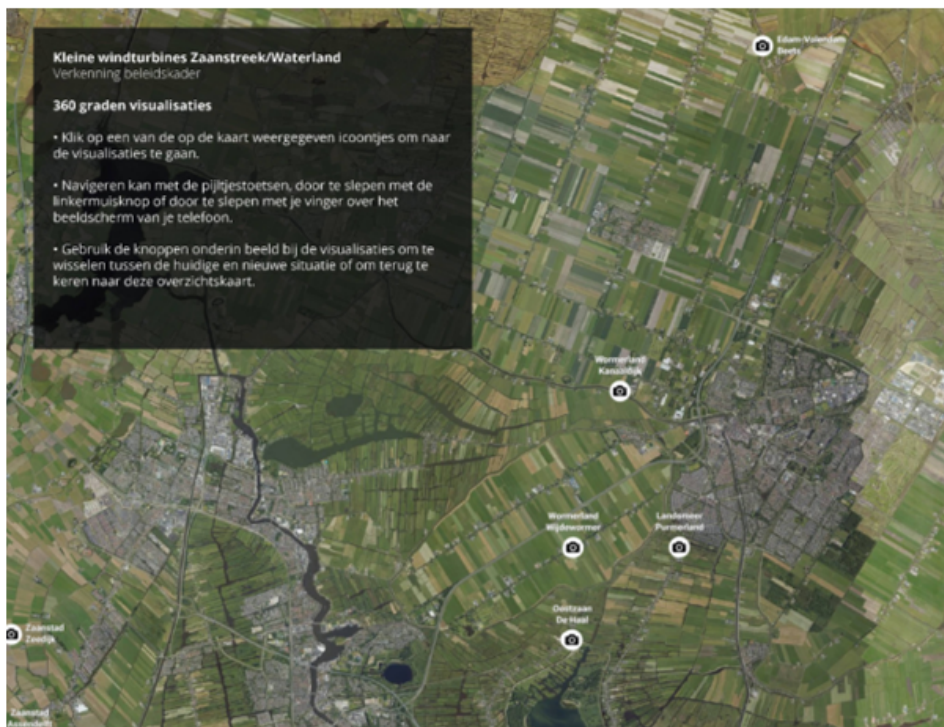 Kleine windturbines Zaanstreek/Waterland
Verkenning beleidskader
360 graden visualisaties
• Klik op een van de op de kaart weergegeven icoontjes om naar
de visualisaties te gaan.
• Navigeren kan met de pijltjestoetsen, door te slepen met de
linkermuisknop of door te slepen met je vinger over het
beeldscherm van je telefoon.
• Gebruik de knoppen onderin beeld bij de visualisaties om te
wisselen tussen de huidige en nieuwe situatie of om terug te
keren naar deze overzichtskaart.
Edam-Volendam
Beets
Wormerland
Kanaaldijk
Wormerland
Wijdewormer
Landsmeer
Purmerland
Oostzaan
De Haal
Zaanstad
Zeedijk
Zaanstad
Assendelft